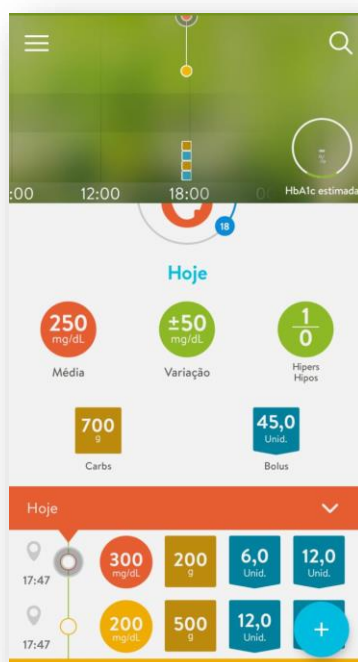 :00 12:00 18:00
HbA1c estimada
18
Hoje
250 ±50 1
mg/dL mg/dL 0
Média Variação Hipers
Hipos
700 45,0
g Unid.
Carbs Bolus
Hoje
300 200 6,0 12,0
mg/dL g Unid. Unid.
17:47
200 500 12,0 +
mg/dL g Unid.
17:47